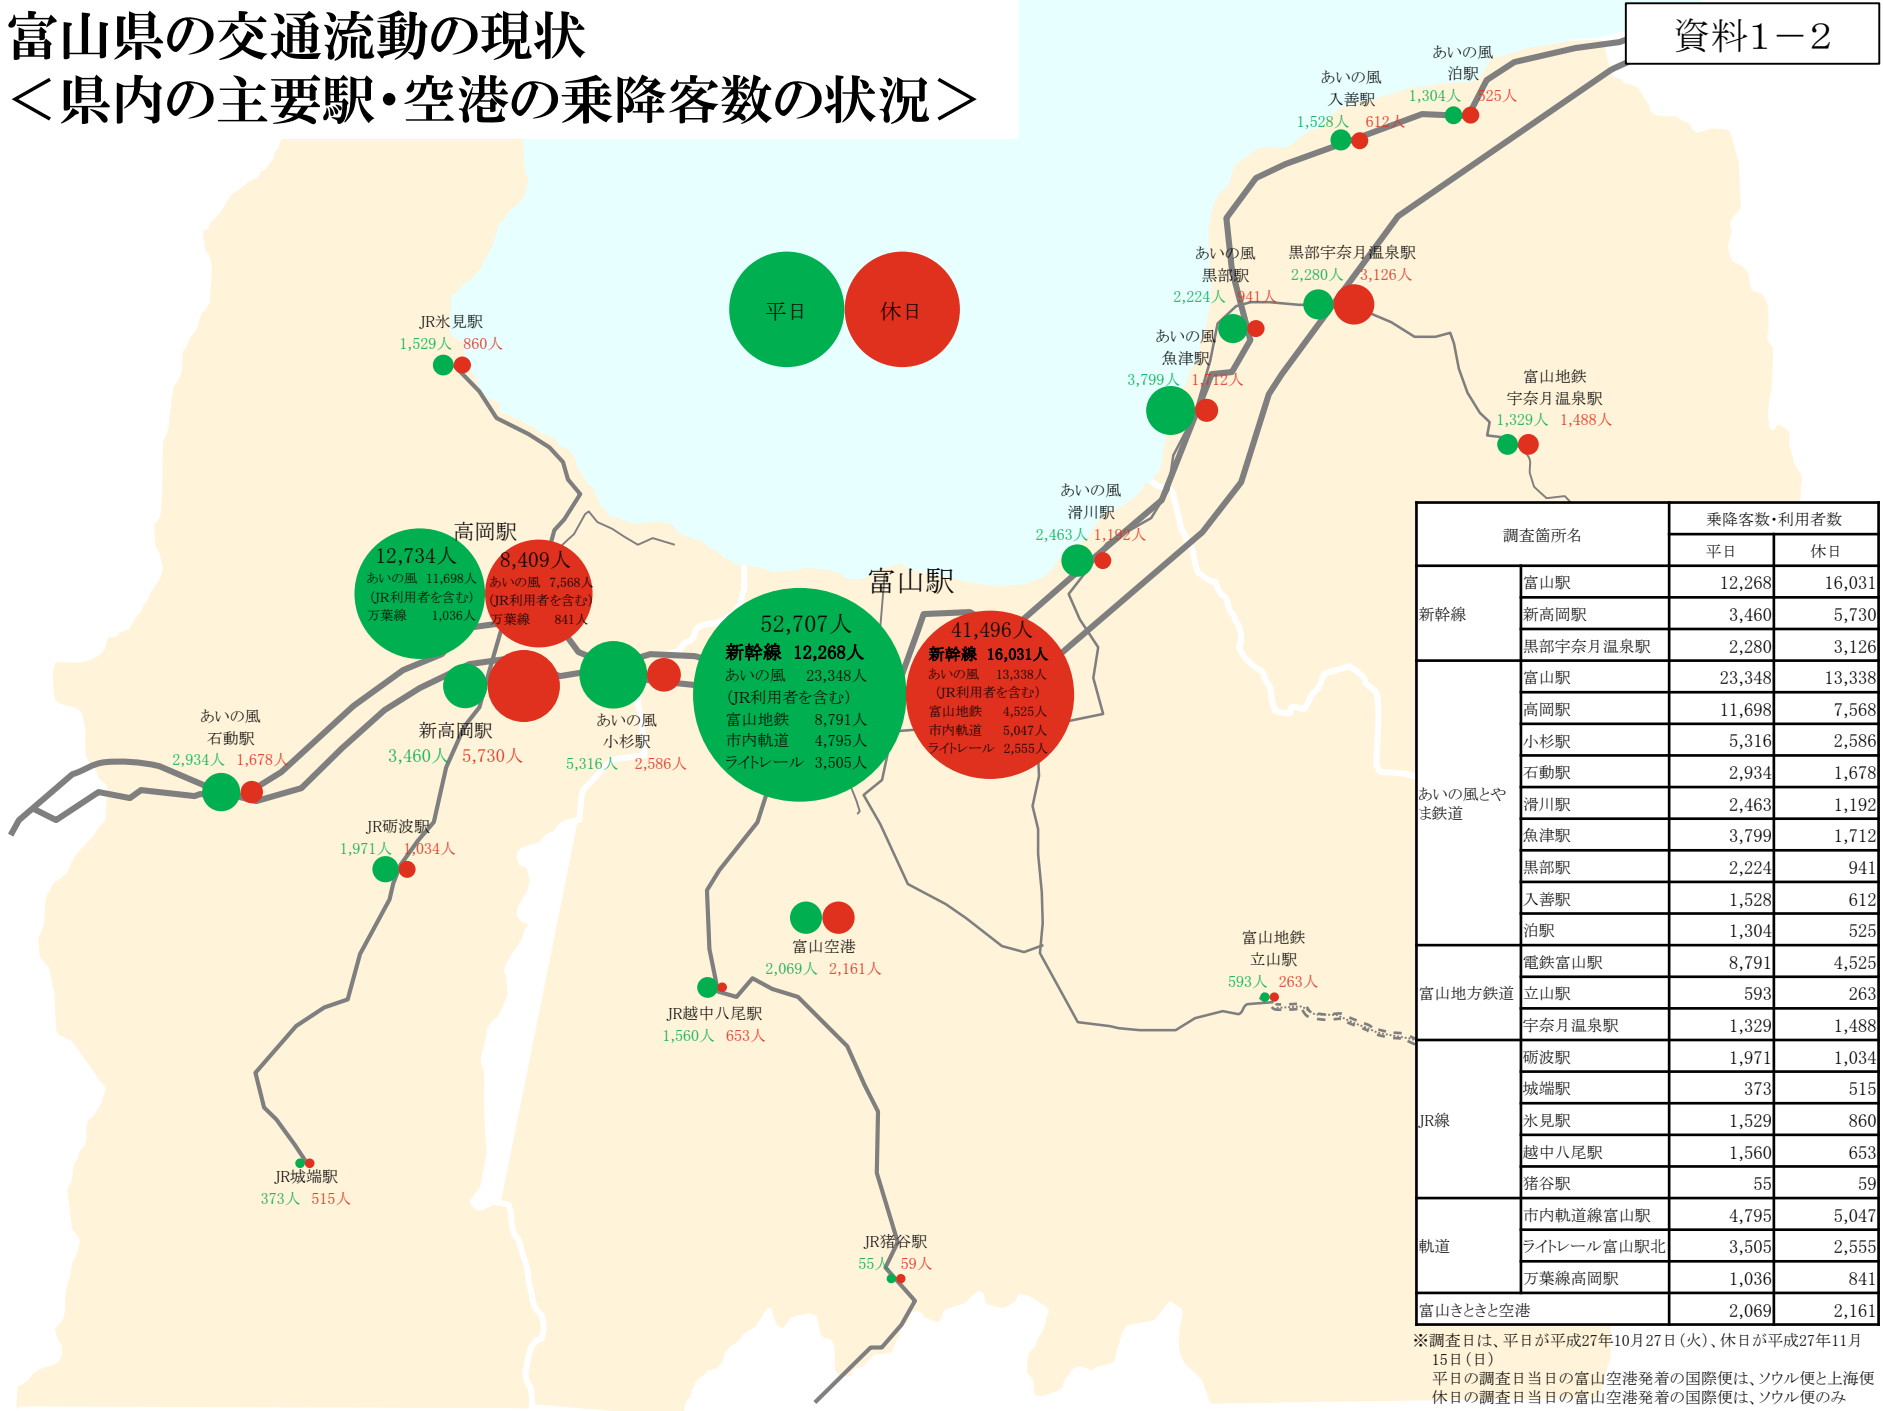 富山県の交通流動の現状
＜県内の主要駅・空港の乗降客数の状況＞
資料１－２
あいの風
泊駅
1,304人 525人
あいの風
入善駅
1,528人 612人
あいの風
黒部駅
2,224人 941人
黒部宇奈月温泉駅
2,280人 3,126人
あいの風
魚津駅
3,799人 1,712人
富山地鉄
宇奈月温泉駅
1,329人 1,488人
平日
休日
JR氷見駅
1,529人 860人
あいの風
滑川駅
2,463人 1,192人
高岡駅
12,734人
あいの風 11,698人
（JR利用者を含む）
万葉線 1,036人
8,409人
あいの風 7,568人
（JR利用者を含む）
万葉線 841人
富山駅
52,707人
新幹線 12,268人
あいの風 23,348人
（JR利用者を含む）
富山地鉄 8,791人
市内軌道 4,795人
ライトレール 3,505人
41,496人
新幹線 16,031人
あいの風 13,338人
（JR利用者を含む）
富山地鉄 4,525人
市内軌道 5,047人
ライトレール 2,555人
新高岡駅
3,460人 5,730人
あいの風
小杉駅
5,316人 2,586人
あいの風
石動駅
2,934人 1,678人
JR砺波駅
1,971人 1,034人
富山空港
2,069人 2,161人
富山地鉄
立山駅
593人 263人
JR越中八尾駅
1,560人 653人
JR城端駅
373人 515人
JR猪谷駅
55人 59人
調査箇所名 乗降客数・利用者数
平日 休日
新幹線 富山駅 12,268 16,031
新高岡駅 3,460 5,730
黒部宇奈月温泉駅 2,280 3,126
あいの風とや
ま鉄道
富山駅 23,348 13,338
高岡駅 11,698 7,568
小杉駅 5,316 2,586
石動駅 2,934 1,678
滑川駅 2,463 1,192
魚津駅 3,799 1,712
黒部駅 2,224 941
入善駅 1,528 612
泊駅 1,304 525
富山地方鉄道 電鉄富山駅 8,791 4,525
立山駅 593 263
宇奈月温泉駅 1,329 1,488
JR線 砺波駅 1,971 1,034
城端駅 373 515
氷見駅 1,529 860
越中八尾駅 1,560 653
猪谷駅 55 59
軌道 市内軌道線富山駅 4,795 5,047
ライトレール富山駅北 3,505 2,555
万葉線高岡駅 1,036 841
富山きときと空港 2,069 2,161
※調査日は、平日が平成27年10月27日（火）、休日が平成27年11月
15日（日）
平日の調査日当日の富山空港発着の国際便は、ソウル便と上海便
休日の調査日当日の富山空港発着の国際便は、ソウル便のみ